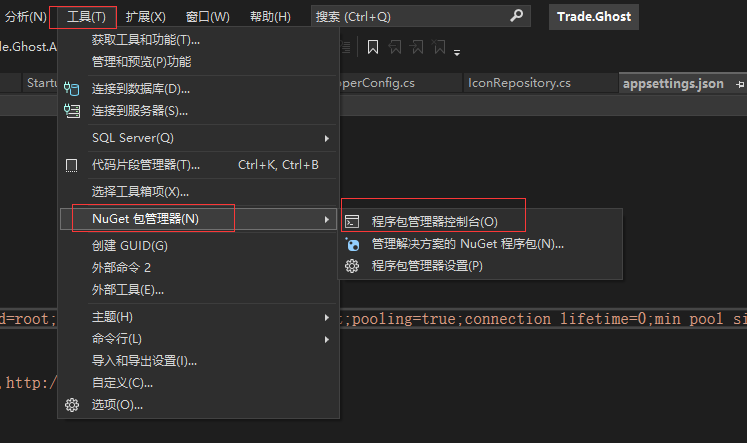 分析(N) 工具(T) 扩展(X) 窗口(W) 帮助(H) 搜索 (Ctrl+Q) Trade.Ghost
de.Ghost.A
获取工具和功能(T)...
管理和预览(P)功能
Startu pperConfig.cs IconRepository.cs appsettings.json
连接到数据库(D)...
连接到服务器(S)...
SQL Server(Q)
代码片段管理器(T)... Ctrl+K, Ctrl+B
选择工具箱项(X)...
NuGet 包管理器(N) 程序包管理器控制台(O)
创建 GUID(G) 管理解决方案的 NuGet 程序包(N)...
外部命令 2 程序包管理器设置(P)
外部工具(E)...
主题(H)
d=root; t;pooling=true;connection lifetime=0;min pool si
命令行(L)
导入和导出设置(I)...
,http:/
自定义(C)...
选项(O)...